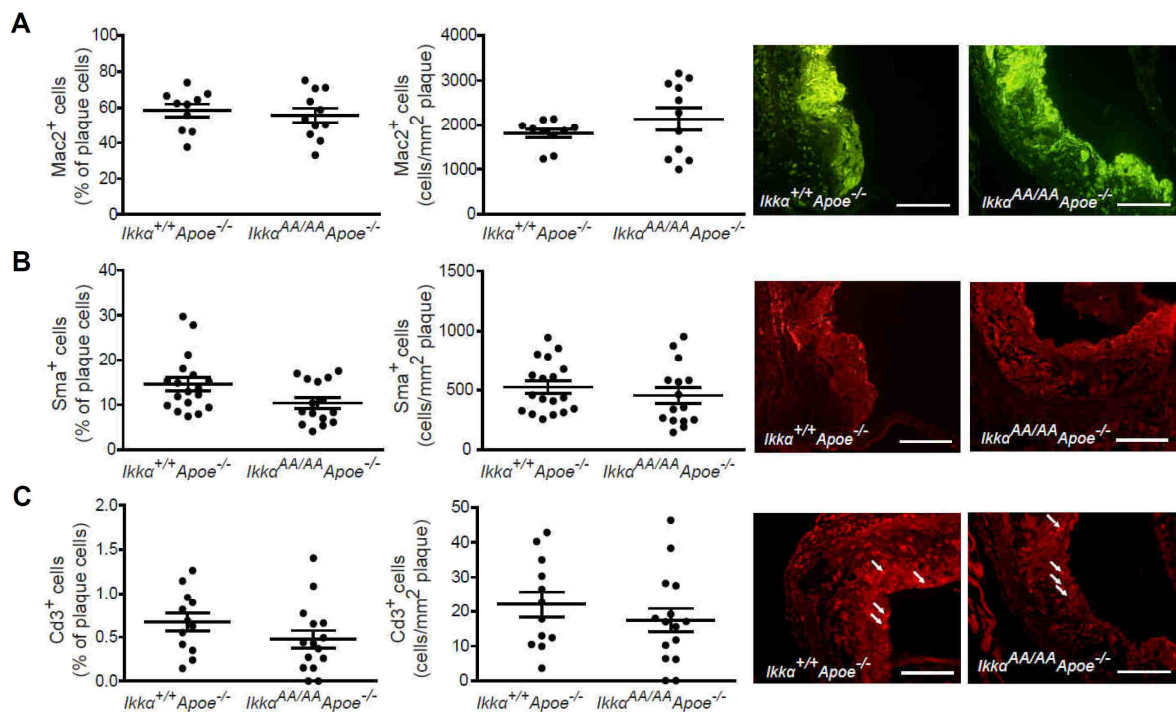 A
Mac2+ cells
(% of plaque cells)
100
80
60
40
20
0
Ikkα+/+Apoe-/-
IkkαAA/AAApoe-/-
Mac2+ cells
(cells/mm2 plaque)
4000
3000
2000
1000
0
Ikkα+/+Apoe-/-
IkkαAA/AAApoe-/-
Ikkα+/+Apoe-/-
IkkαAA/AAApoe-/-
B
Sma+ cells
(% of plaque cells)
40
30
20
10
0
Ikkα+/+Apoe-/-
IkkαAA/AAApoe-/-
Sma+ cells
(cells/mm2 plaque)
1500
1000
500
0
Ikkα+/+Apoe-/-
IkkαAA/AAApoe-/-
Ikkα+/+Apoe-/-
IkkαAA/AAApoe-/-
C
Cd3+ cells
(% of plaque cells)
2.0
1.5
1.0
0.5
0.0
Ikkα+/+Apoe-/-
IkkαAA/AAApoe-/-
Cd3+ cells
(cells/mm2 plaque)
50
40
30
20
10
0
Ikkα+/+Apoe-/-
IkkαAA/AAApoe-/-
Ikkα+/+Apoe-/-
IkkαAA/AAApoe-/-